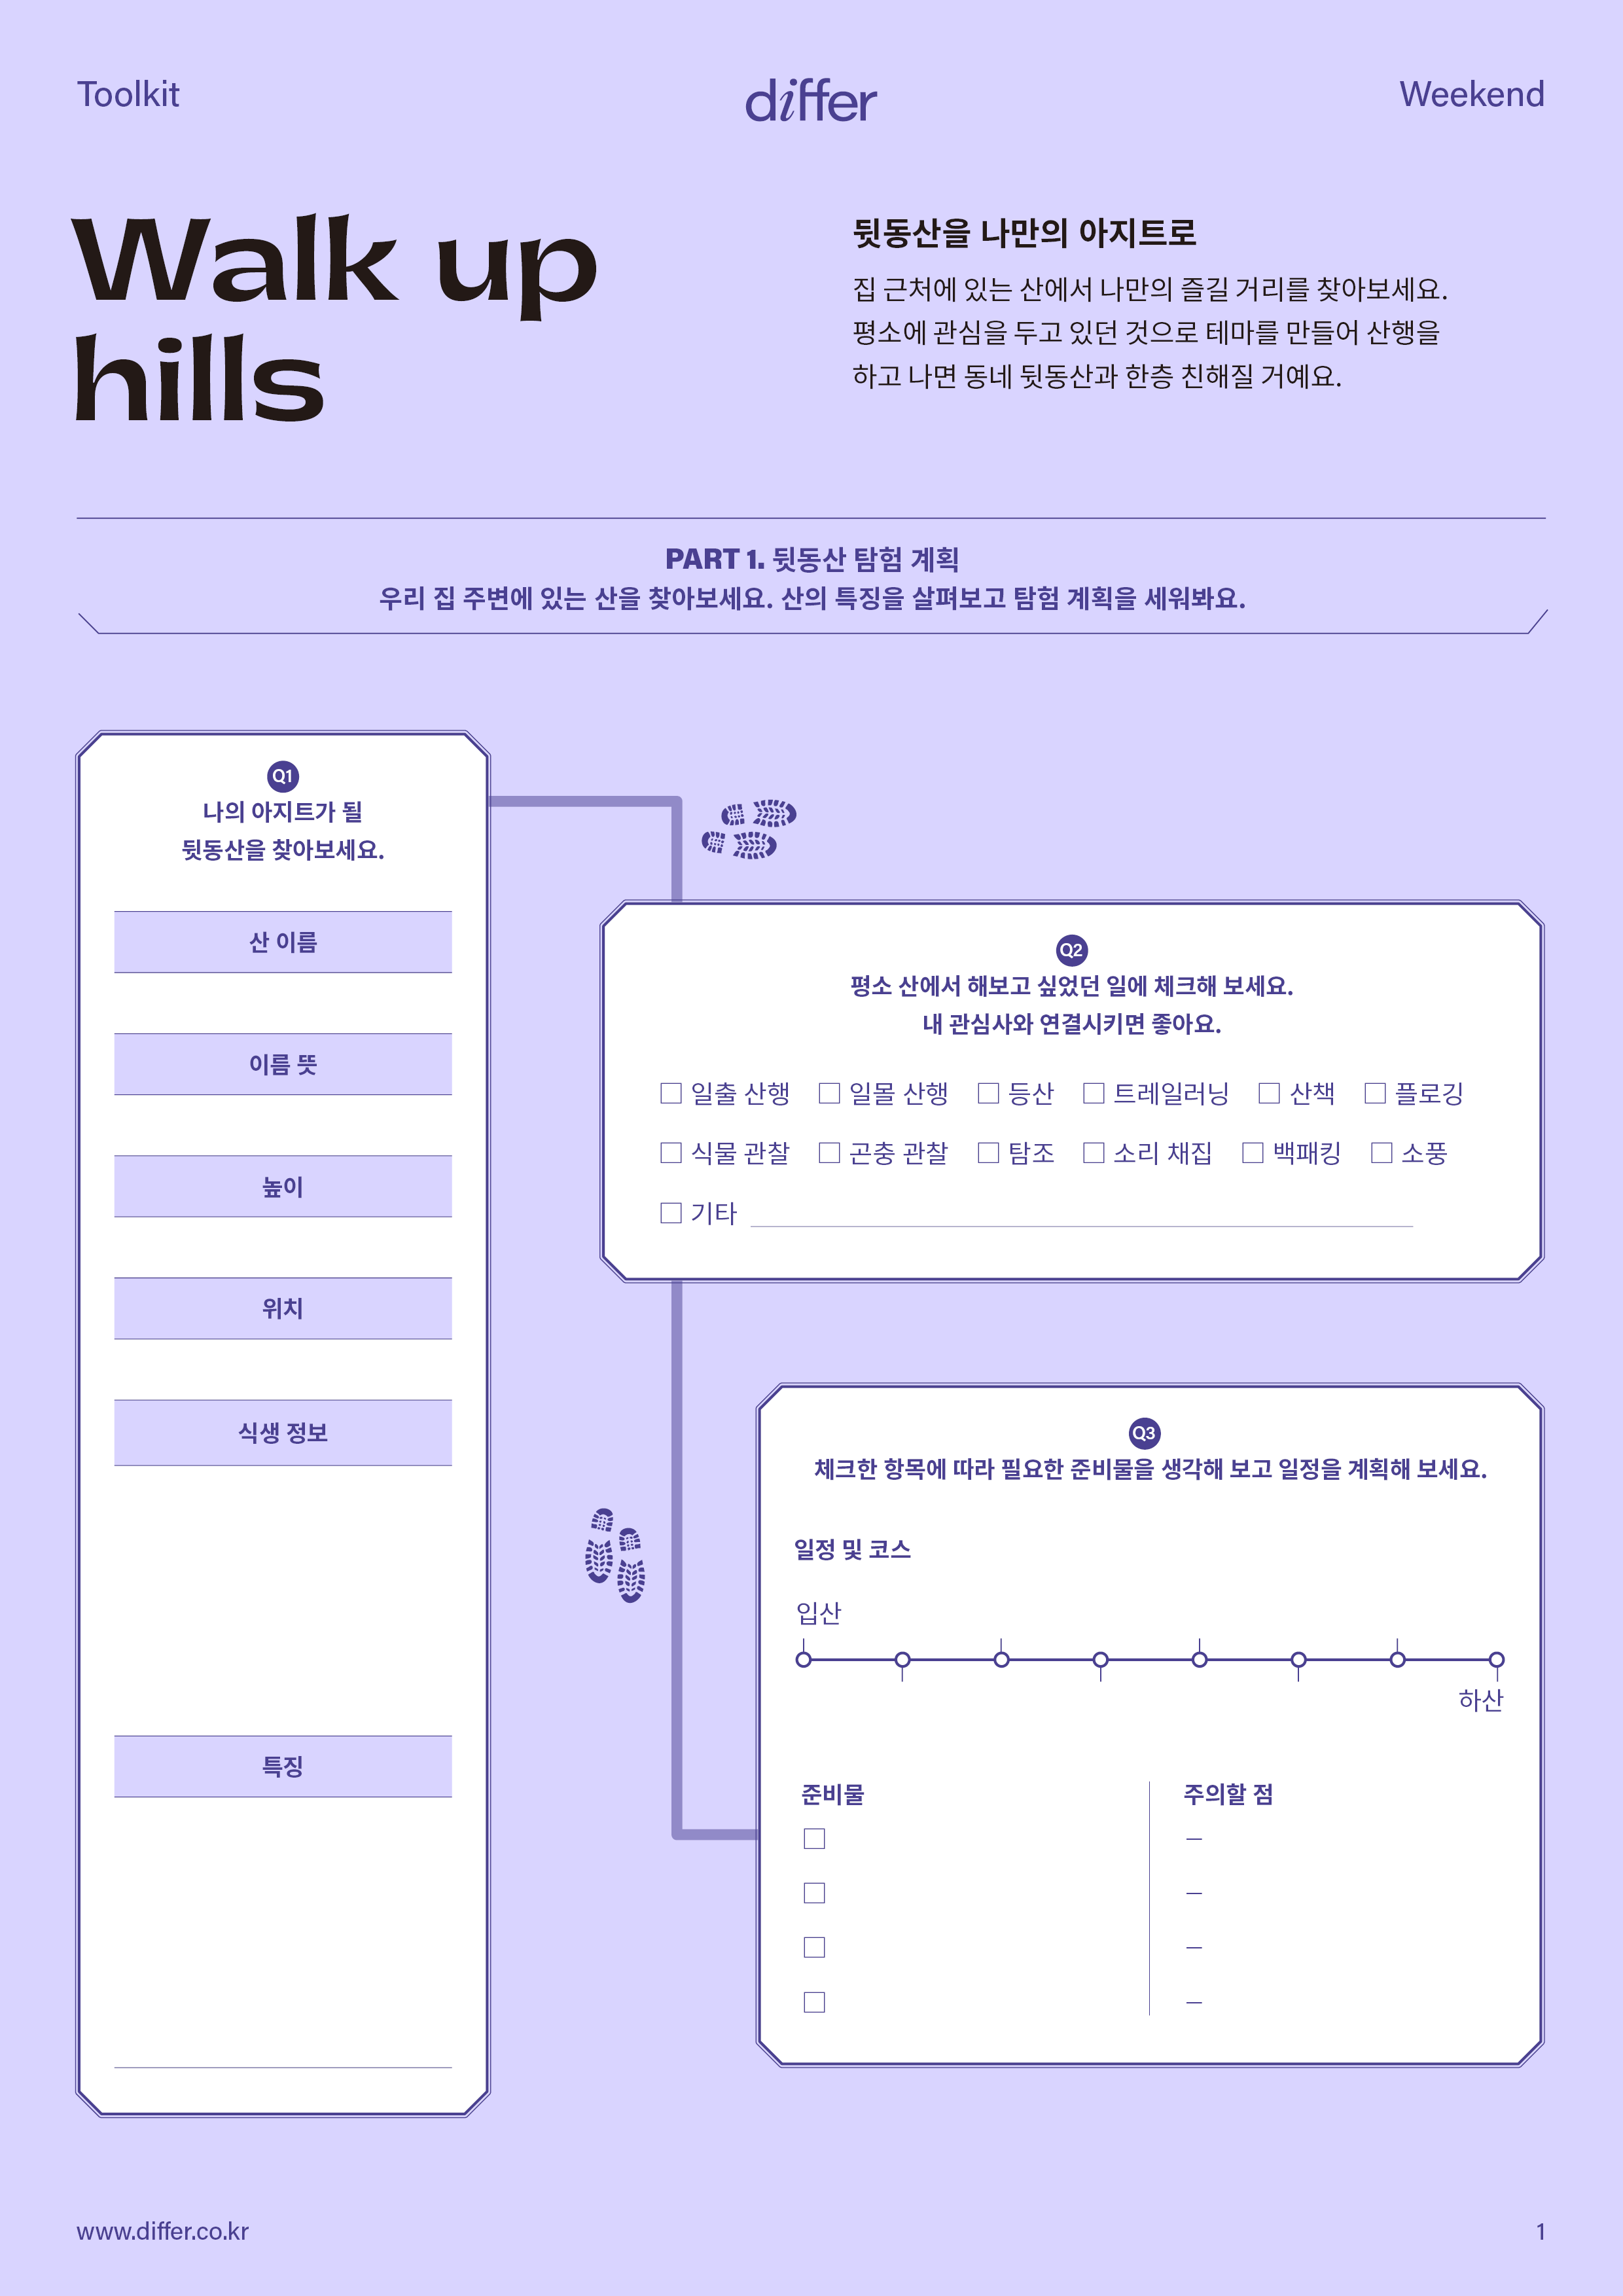 Toolkit
differ
Weekend
Walk up
hills
뒷동산을 나만의 아지트로
집 근처에 있는 산에서 나만의 즐길 거리를 찾아보세요.
평소에 관심을 두고 있던 것으로 테마를 만들어 산행을
하고 나면 동네 뒷동산과 한층 친해질 거예요.
PART 1. 뒷동산 탐험 계획
우리 집 주변에 있는 산을 찾아보세요. 산의 특징을 살펴보고 탐험 계획을 세워봐요.
Q1
나의 아지트가 될
뒷동산을 찾아보세요.
산 이름
이름 뜻
높이
위치
식생 정보
특징
Q2
평소 산에서 해보고 싶었던 일에 체크해 보세요.
내 관심사와 연결시키면 좋아요.
일출 산행 일몰 산행 등산 트레일러닝 산책 플로깅
식물 관찰 곤충 관찰 탐조 소리 채집 백패킹 소풍
기타
Q3
체크한 항목에 따라 필요한 준비물을 생각해 보고 일정을 계획해 보세요.
일정 및 코스
입산
하산
준비물
주의할 점
–
–
–
–
www.differ.co.kr
1